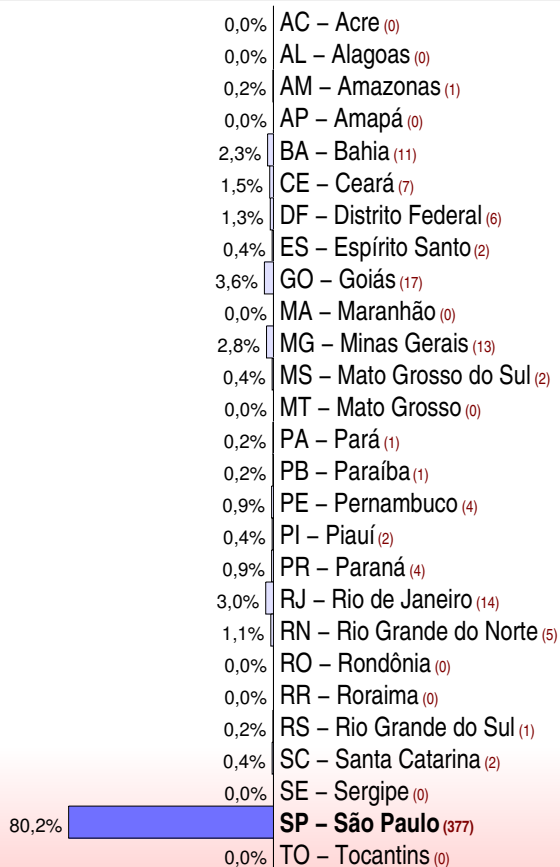 0,0% AC – Acre (0)
0,0% AL – Alagoas (0)
0,2% AM – Amazonas (1)
0,0% AP – Amapá (0)
2,3% BA – Bahia (11)
1,5% CE – Ceará (7)
1,3% DF – Distrito Federal (6)
0,4% ES – Espírito Santo (2)
3,6% GO – Goiás (17)
0,0% MA – Maranhão (0)
2,8% MG – Minas Gerais (13)
0,4% MS – Mato Grosso do Sul (2)
0,0% MT – Mato Grosso (0)
0,2% PA – Pará (1)
0,2% PB – Paraíba (1)
0,9% PE – Pernambuco (4)
0,4% PI – Piauí (2)
0,9% PR – Paraná (4)
3,0% RJ – Rio de Janeiro (14)
1,1% RN – Rio Grande do Norte (5)
0,0% RO – Rondônia (0)
0,0% RR – Roraima (0)
0,2% RS – Rio Grande do Sul (1)
0,4% SC – Santa Catarina (2)
0,0% SE – Sergipe (0)
80,2% SP – São Paulo (377)
0,0% TO – Tocantins (0)